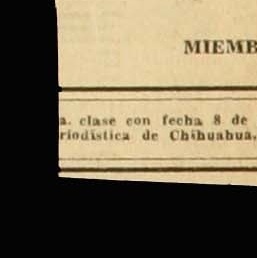 MIEMB
a. clase con fecha 8 de
riodística de Chihuahua,